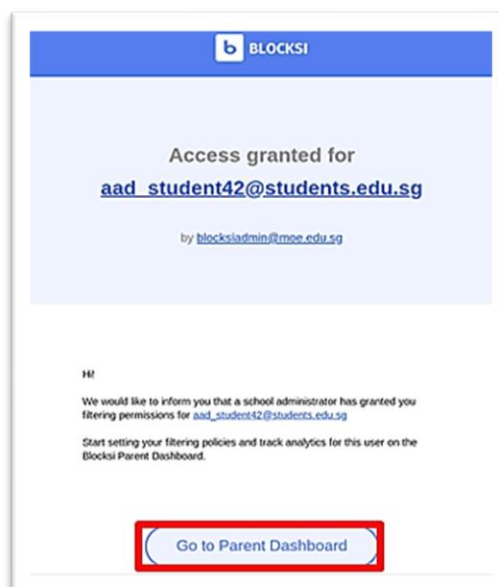 b BLOCKSI
Access granted for
aad_student42@students.edu.sg
by blocksiadmin@moe.edu.sg
Hi!
We would like to inform you that a school administrator has granted you
filtering permissions for aad_student42@students.edu.sg
Start setting your filtering policies and track analytics for this user on the
Blocksi Parent Dashboard.
Go to Parent Dashboard